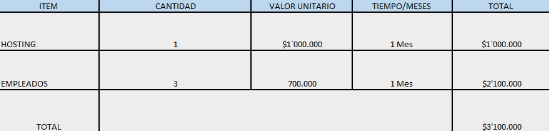 ITEM CANTIDAD VALOR UNITARIO TIEMPO/MESES TOTAL
HOSTING 1 $1'000.000 1 Mes $1'000.000
EMPLEADOS 3 700.000 1 Mes $2'100.000
TOTAL $3'100.000